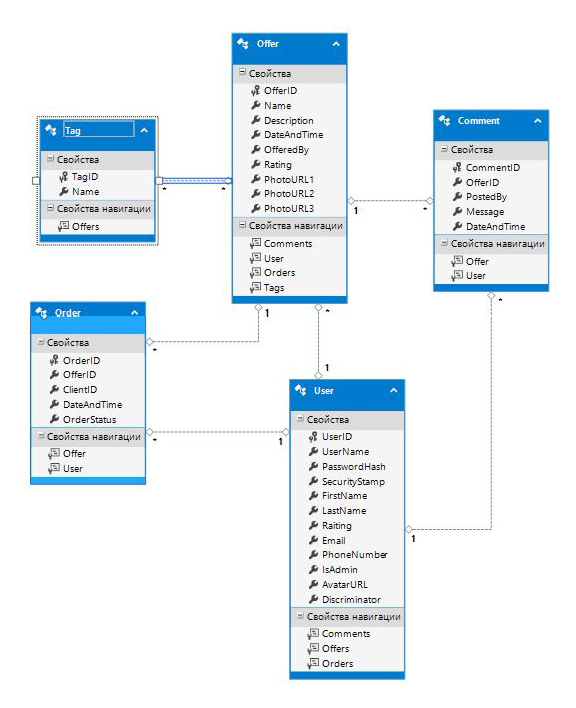 Offer
Свойства
OfferID
Name
Description
DateAndTime
OfferedBy
Rating
PhotoURL1
PhotoURL2
PhotoURL3
Свойства навигации
Comments
User
Orders
Tags
Tag
Свойства
TagID
Name
Свойства навигации
Offers
*
*
Comment
Свойства
CommentID
OfferID
PostedBy
Message
DateAndTime
Свойства навигации
Offer
User
1
*
Order
Свойства
OrderID
OfferID
ClientID
DateAndTime
OrderStatus
Свойства навигации
Offer
User
1
*
*
1
*
1
User
Свойства
UserID
UserName
PasswordHash
SecurityStamp
FirstName
LastName
Raiting
Email
PhoneNumber
IsAdmin
AvatarURL
Discriminator
Свойства навигации
Comments
Offers
Orders
*
1